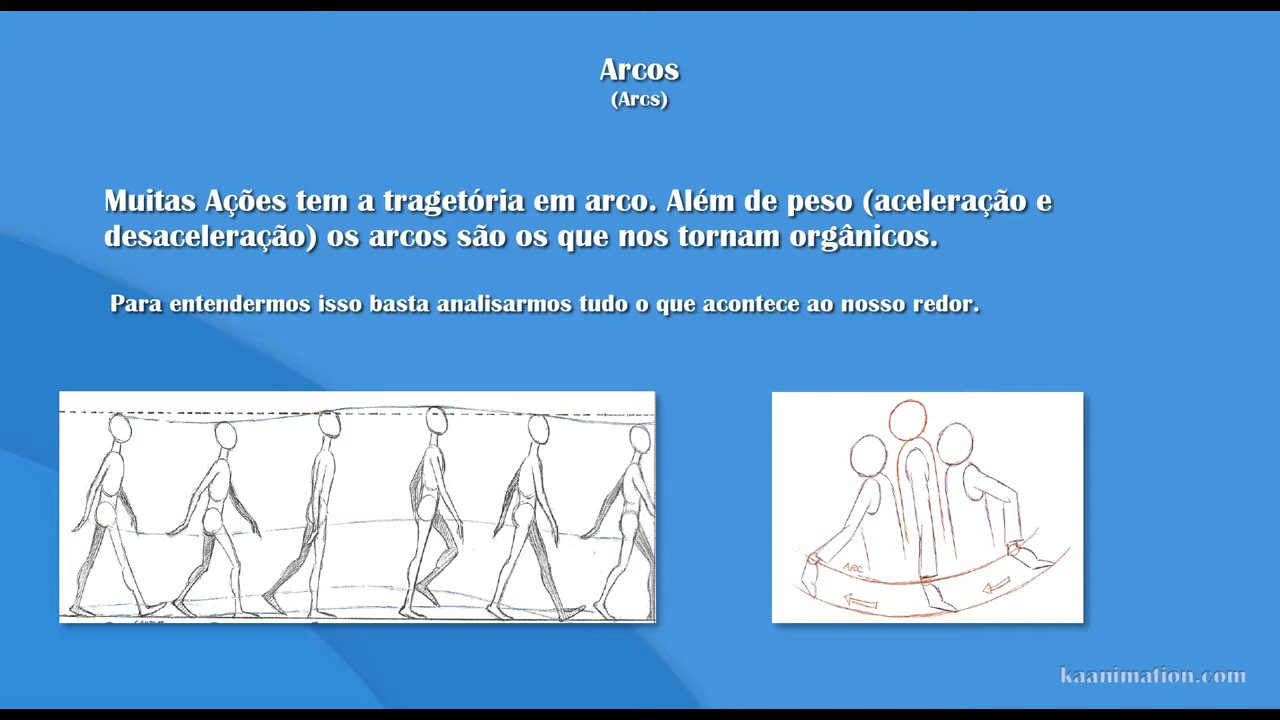 Arcos
(Arcs)
Muitas Ações tem a tragetória em arco. Além de peso (aceleração e
desaceleração) os arcos são os que nos tornam orgânicos.
Para entendermos isso basta analisarmos tudo o que acontece ao nosso redor.
ARC
kaanimation.com